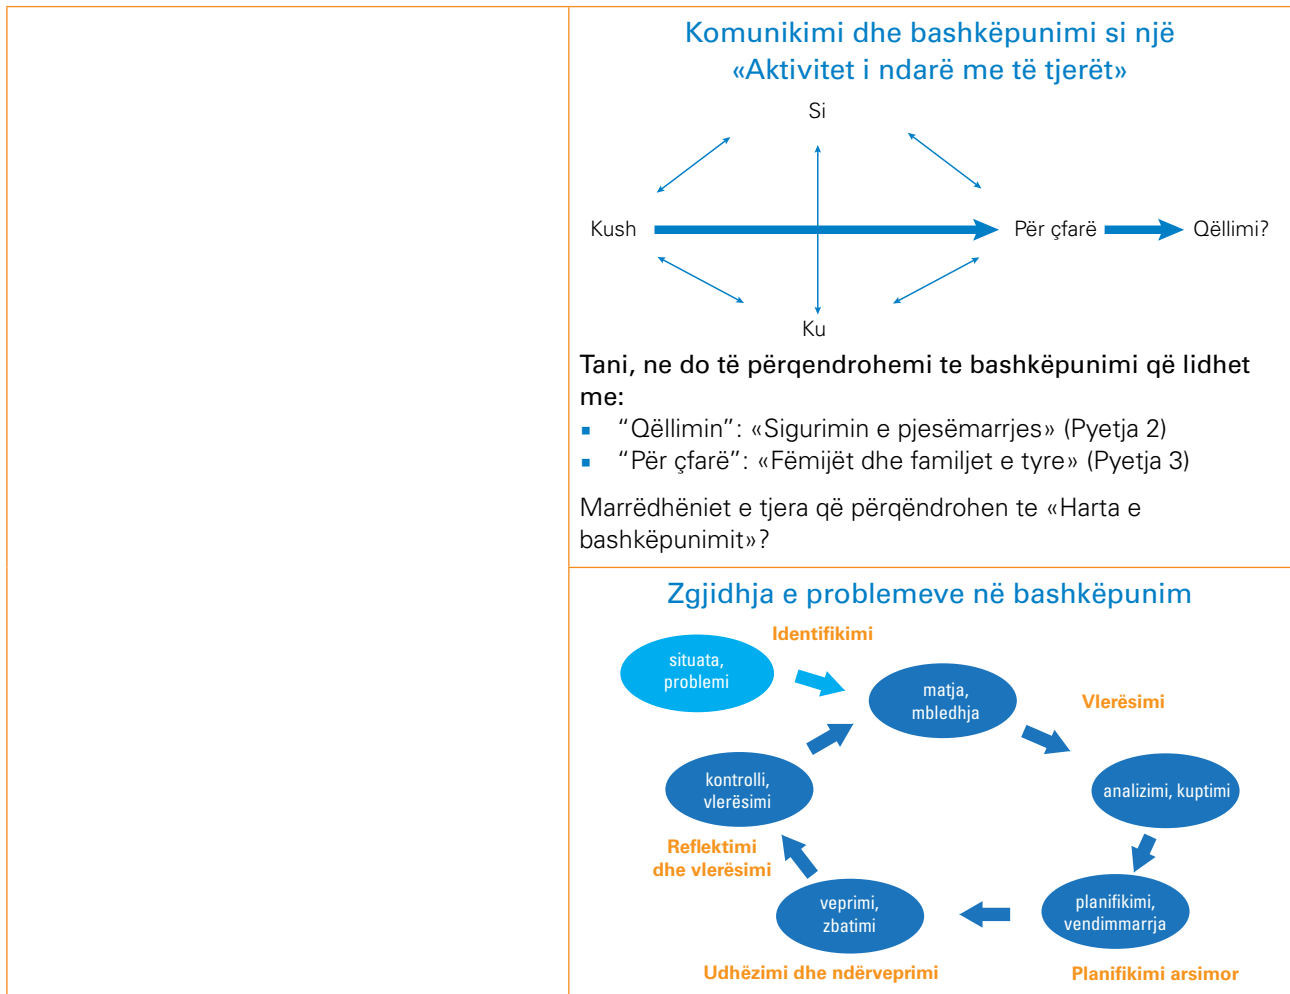 Komunikimi dhe bashkëpunimi si një
«Aktivitet i ndarë me të tjerët»
Si
Kush
Për çfarë
Qëllimi?
Ku
Tani, ne do të përqendrohemi te bashkëpunimi që lidhet
me:
▪ “Qëllimin”: «Sigurimin e pjesëmarrjes» (Pyetja 2)
▪ “Për çfarë”: «Fëmijët dhe familjet e tyre» (Pyetja 3)
Marrëdhëniet e tjera që përqëndrohen te «Harta e
bashkëpunimit»?
Zgjidhja e problemeve në bashkëpunim
Identifikimi
situata,
problemi
matja,
mbledhja
Vlerësimi
kontrolli,
vlerësimi
analizimi, kuptimi
Reflektimi
dhe vlerësimi
veprimi,
zbatimi
planifikimi,
vendimmarrja
Udhëzimi dhe ndërveprimi
Planifikimi arsimor